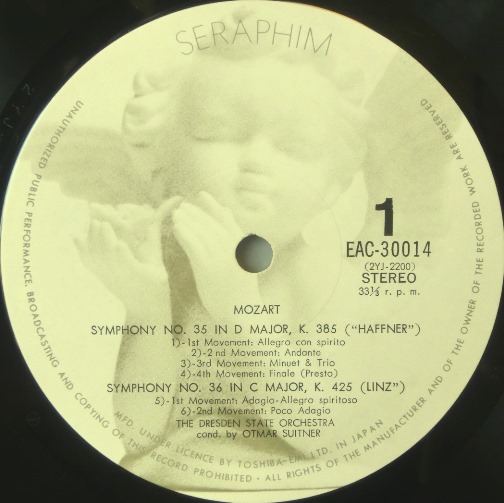 SERAPHIM
1
EAC-30014
(2YJ-2200)
STEREO
33⅓ r. p. m.
MOZART
SYMPHONY NO. 35 IN D MAJOR, K. 385 ("HAFFNER")
1)-1st Movement: Allegro con spirito
2)-2nd Movement: Andante
3)-3rd Movement: Minuet & Trio
4)-4th Movement: Finale (Presto)
SYMPHONY NO. 36 IN C MAJOR, K. 425 (LINZ")
5)-1st Movement: Adagio-Allegro spiritoso
6)-2nd Movement: Poco Adagio
THE DRESDEN STATE ORCHESTRA
cond. by OTMAR SUITNER
MFD. UNDER LICENCE BY TOSHIBA-EMI LTD. IN JAPAN
UNAUTHORIZED PUBLIC PERFORMANCE, BROADCASTING AND COPYING OF THE RECORD PROHIBITED · ALL RIGHTS OF THE MANUFACTURER AND OF THE OWNER OF THE RECORDED WORK ARE RESERVED